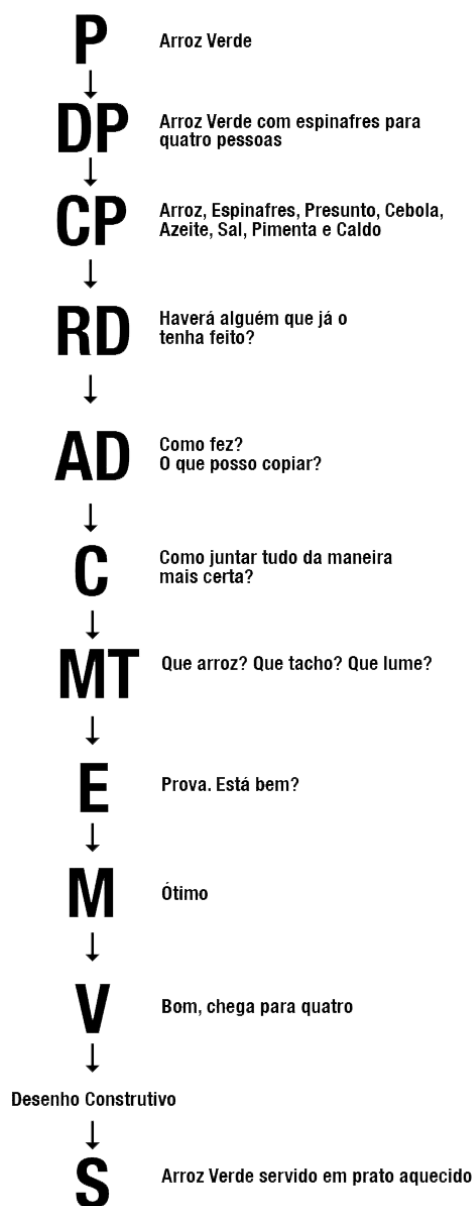 P
Arroz Verde
DP
Arroz Verde com espinafres para
quatro pessoas
CP
Arroz, Espinafres, Presunto, Cebola,
Azeite, Sal, Pimenta e Caldo
RD
Haverá alguém que já o
tenha feito?
AD
Como fez?
O que posso copiar?
C
Como juntar tudo da maneira
mais certa?
MT
Que arroz? Que tacho? Que lume?
E
Prova. Está bem?
M
Ótimo
V
Bom, chega para quatro
Desenho Construtivo
S
Arroz Verde servido em prato aquecido